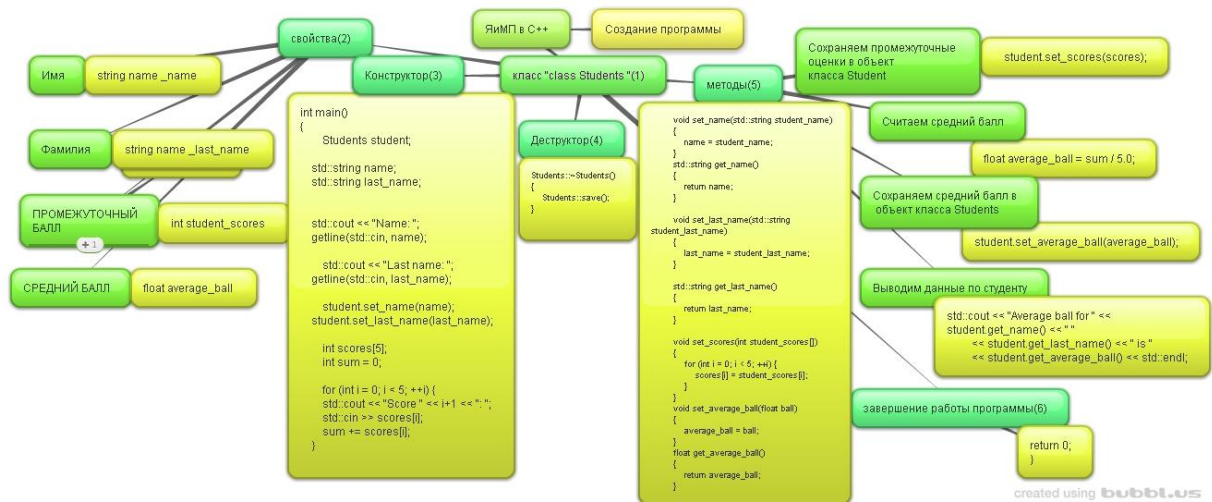 свойства(2)
ЯиМП в C++
Создание программы
Имя
string name _name
Конструктор(3)
класс "class Students "(1)
методы(5)
Сохраняем промежуточные
оценки в объект
класса Student
student.set_scores(scores);
Фамилия
string name _last_name
ПРОМЕЖУТОЧНЫЙ
БАЛЛ
+ 1
int student_scores
СРЕДНИЙ БАЛЛ
float average_ball
int main()
{
Students student;
std::string name;
std::string last_name;
std::cout << "Name: ";
getline(std::cin, name);
std::cout << "Last name: ";
getline(std::cin, last_name);
student.set_name(name);
student.set_last_name(last_name);
int scores[5];
int sum = 0;
for (int i = 0; i < 5; ++i) {
std::cout << "Score " << i+1 << ": ";
std::cin >> scores[i];
sum += scores[i];
}
Деструктор(4)
Students::~Students()
{
Students::save();
}
void set_name(std::string student_name)
{
name = student_name;
}
std::string get_name()
{
return name;
}
void set_last_name(std::string
student_last_name)
{
last_name = student_last_name;
}
std::string get_last_name()
{
return last_name;
}
void set_scores(int student_scores[])
{
for (int i = 0; i < 5; ++i) {
scores[i] = student_scores[i];
}
}
void set_average_ball(float ball)
{
average_ball = ball;
}
float get_average_ball()
{
return average_ball;
}
Считаем средний балл
float average_ball = sum / 5.0;
Сохраняем средний балл в
объект класса Students
student.set_average_ball(average_ball);
Выводим данные по студенту
std::cout << "Average ball for " <<
student.get_name() << " "
<< student.get_last_name() << " is "
<< student.get_average_ball() << std::endl;
завершение работы программы(6)
return 0;
}
created using bubbl.us